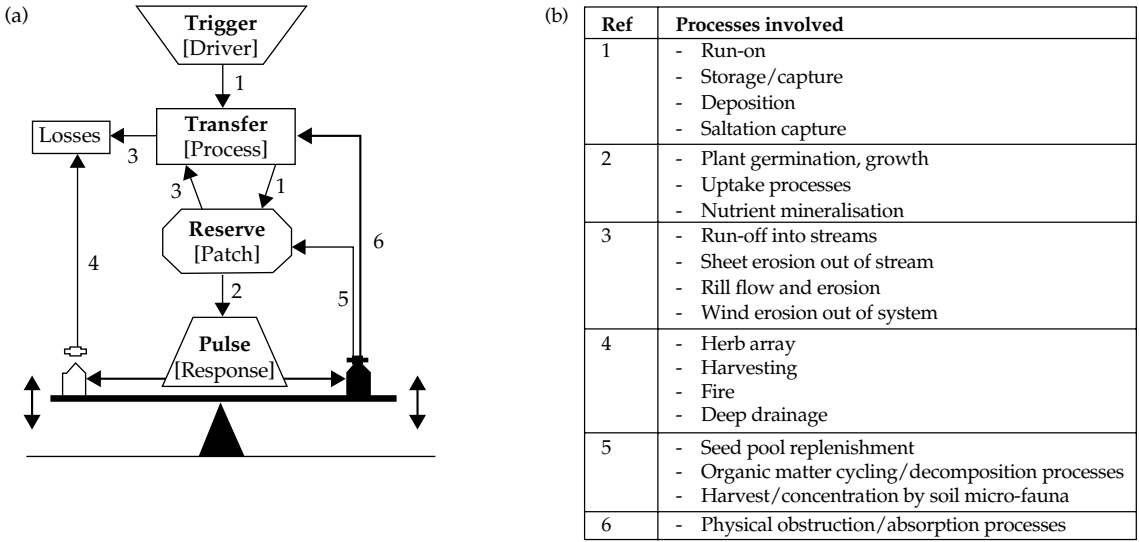 (a)
Trigger
[Driver]
1
Transfer
[Process]
Losses
3
3
1
Reserve
[Patch]
6
4
2
5
Pulse
[Response]
(b)
Ref Processes involved
1 - Run-on
- Storage/capture
- Deposition
- Saltation capture
2 - Plant germination, growth
- Uptake processes
- Nutrient mineralisation
3 - Run-off into streams
- Sheet erosion out of stream
- Rill flow and erosion
- Wind erosion out of system
4 - Herb array
- Harvesting
- Fire
- Deep drainage
5 - Seed pool replenishment
- Organic matter cycling/decomposition processes
- Harvest/concentration by soil micro-fauna
6 - Physical obstruction/absorption processes